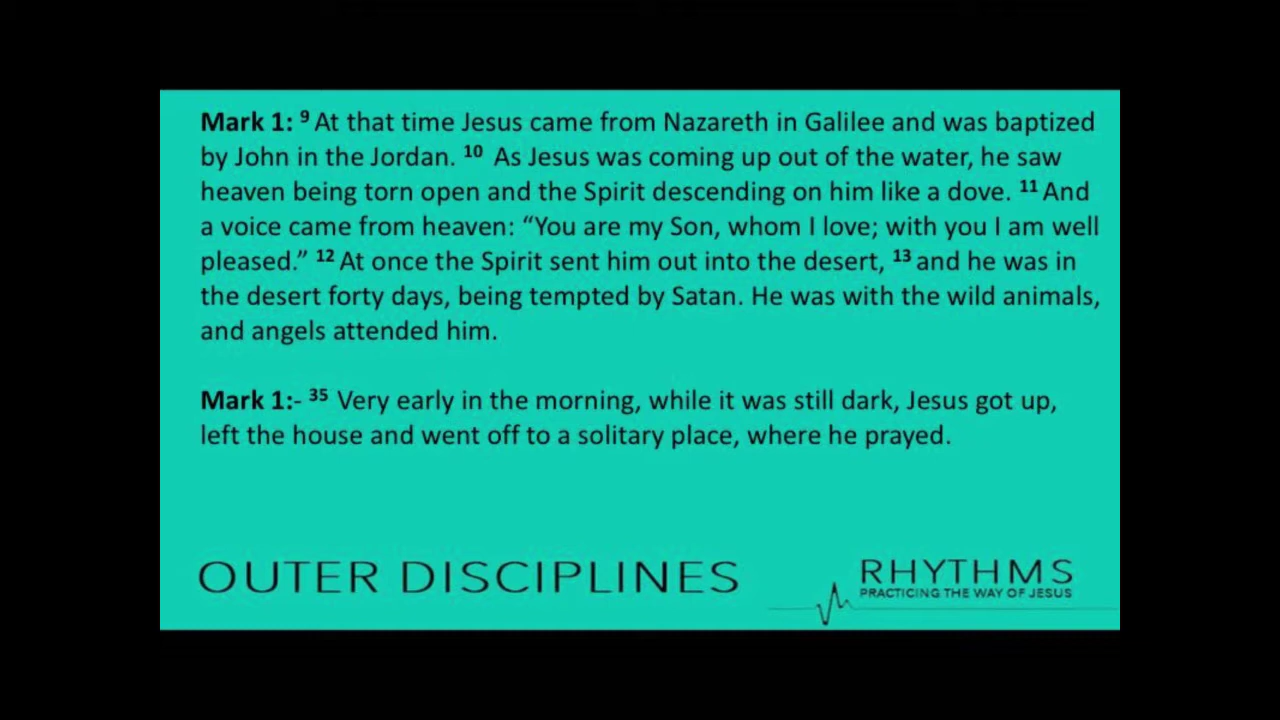 Mark 1: ⁹ At that time Jesus came from Nazareth in Galilee and was baptized
by John in the Jordan. ¹⁰ As Jesus was coming up out of the water, he saw
heaven being torn open and the Spirit descending on him like a dove. ¹¹ And
a voice came from heaven: “You are my Son, whom I love; with you I am well
pleased.” ¹² At once the Spirit sent him out into the desert, ¹³ and he was in
the desert forty days, being tempted by Satan. He was with the wild animals,
and angels attended him.
Mark 1:- ³⁵ Very early in the morning, while it was still dark, Jesus got up,
left the house and went off to a solitary place, where he prayed.
OUTER DISCIPLINES
RHYTHMS
PRACTICING THE WAY OF JESUS